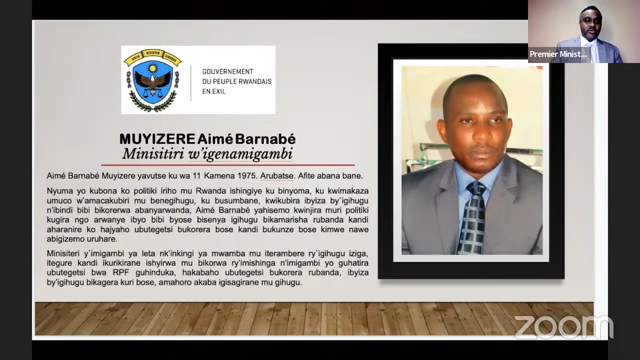 GOUVERNEMENT
DU PEUPLE RWANDAIS
EN EXIL
MUYIZERE Aimé Barnabé
Minisitiri w'igenamigambi
Aimé Barnabé Muyizere yavutse ku wa 11 Kamena 1975. Arubatse. Afite abana bane.
Nyuma yo kubona ko politiki iriho mu Rwanda ishingiye ku binyoma, ku kwimakaza
umuco w'amacakubiri mu benegihugu, ku busumbane, kwikubira ibyiza by'igihugu
n'ibindi bibi bikorerwa abanyarwanda, Aimé Barnabé yahisemo kwinjira muri politiki
kugira ngo arwanye ibyo bibi byose bisenya igihugu bikamarisha rubanda kandi
aharanire ko hajyaho ubutegetsi bukorera bose kandi bukunze bose kimwe nawe
abigizemo uruhare.
Minisiteri y'imigambi ya leta nk'inkingi ya mwamba mu iterambere ry'igihugu iziga,
itegure kandi ikurikirane ishyirwa mu bikorwa ry'imishinga n'imigambi yo guhatira
ubutegetsi bwa RPF guhinduka, hakabaho ubutegetsi bukorera rubanda, ibyiza
by'igihugu bikagera kuri bose, amahoro akaba igisagirane mu gihugu.
Premier Minist...
zoom